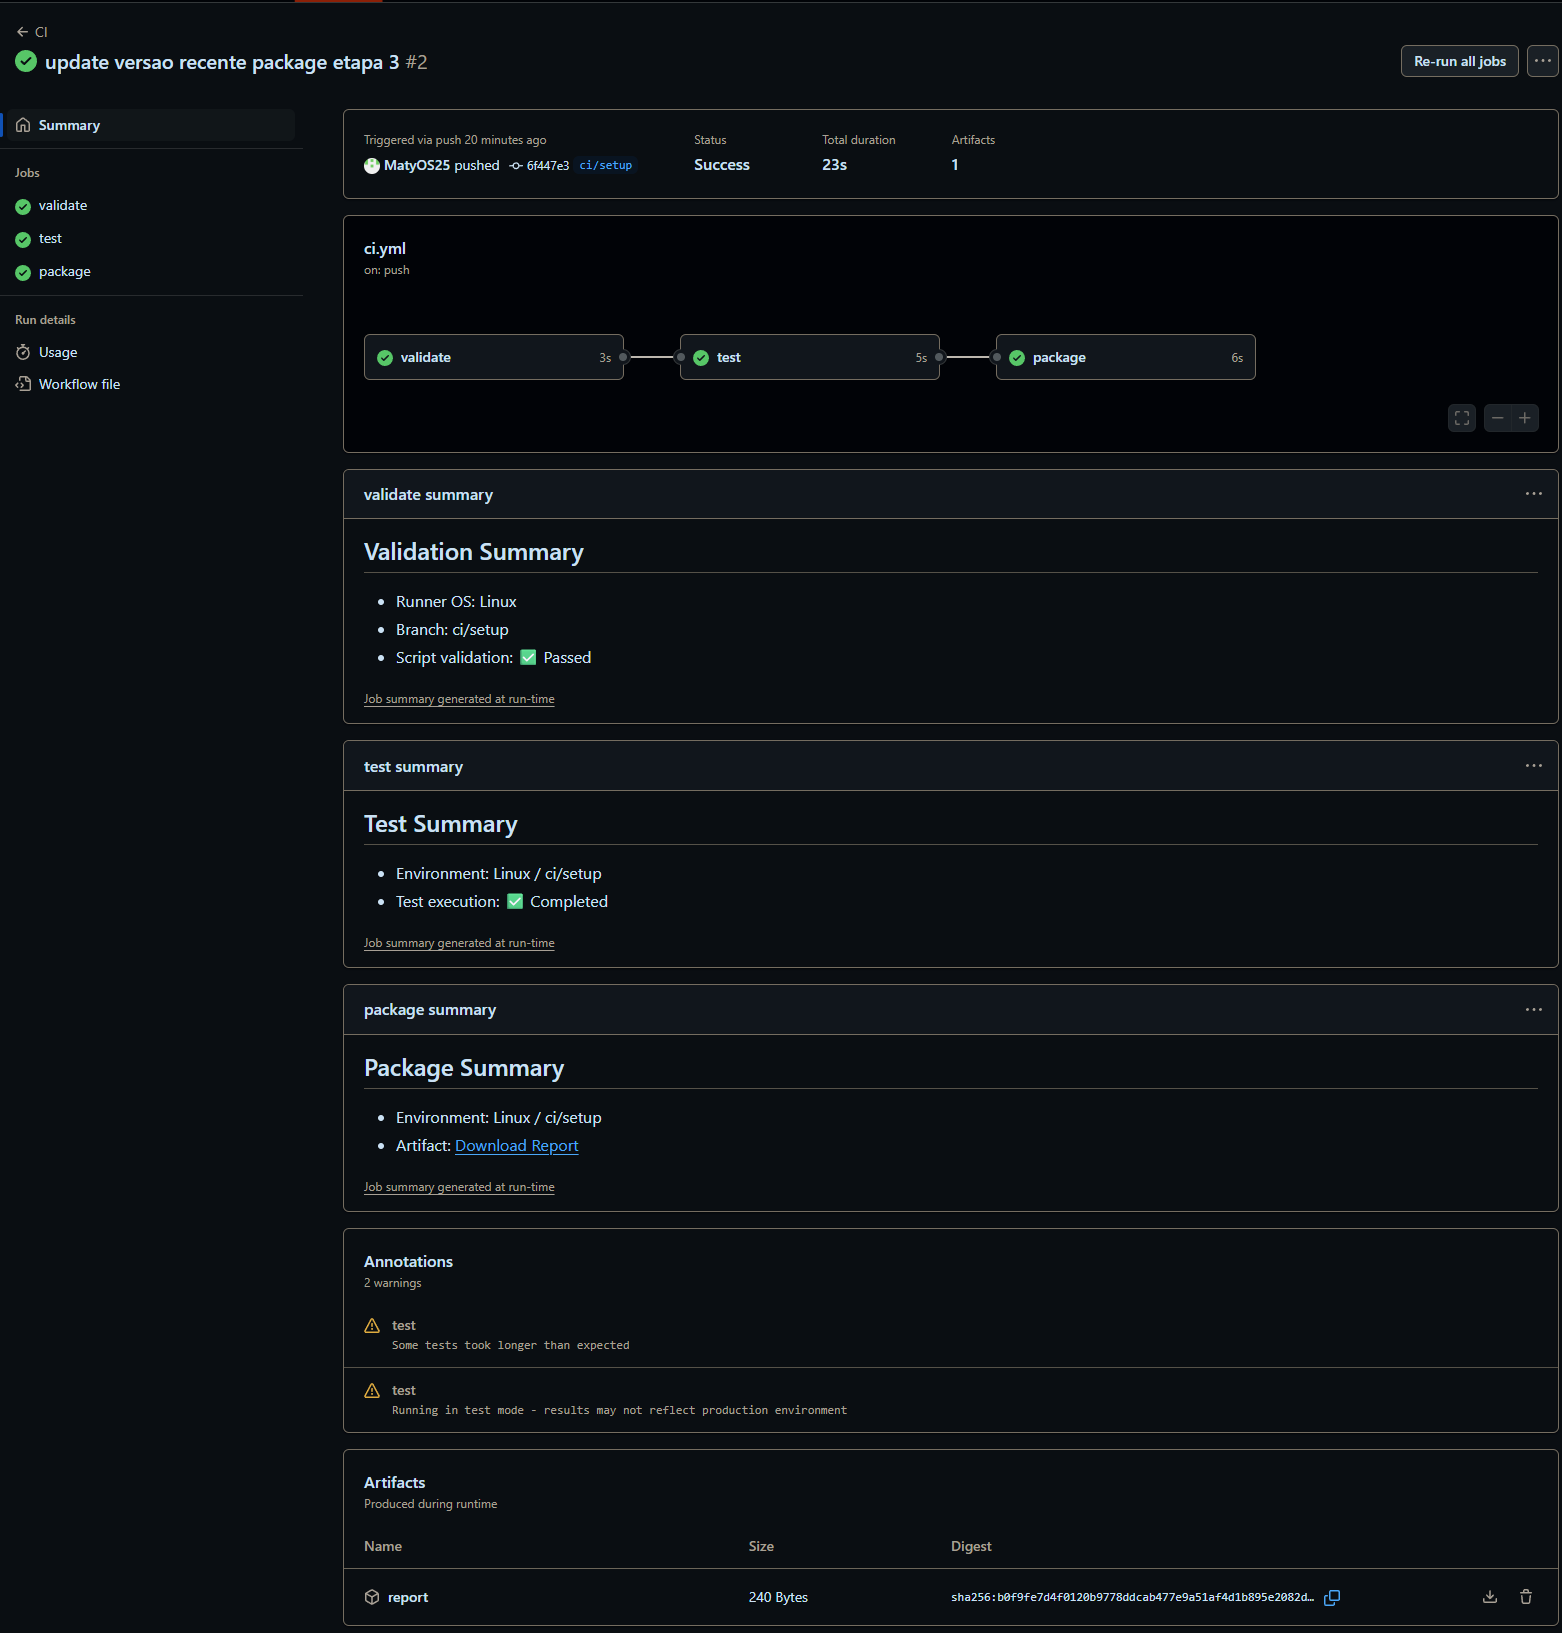 CI
update versao recente package etapa 3 #2
Re-run all jobs
Summary
Jobs
validate
test
package
Run details
Usage
Workflow file
Triggered via push 20 minutes ago
MatyOS25 pushed 6f447e3 ci/setup
Status
Success
Total duration
23s
Artifacts
1
ci.yml
on: push
validate 3s
test 5s
package 6s
validate summary
Validation Summary
• Runner OS: Linux
• Branch: ci/setup
• Script validation: ✅ Passed
Job summary generated at run-time
test summary
Test Summary
• Environment: Linux / ci/setup
• Test execution: ✅ Completed
Job summary generated at run-time
package summary
Package Summary
• Environment: Linux / ci/setup
• Artifact: Download Report
Job summary generated at run-time
Annotations
2 warnings
test
Some tests took longer than expected
test
Running in test mode - results may not reflect production environment
Artifacts
Produced during runtime
Name Size Digest
report 240 Bytes sha256:b0f9fe7d4f0120b9778ddcab477e9a51af4d1b895e2082d…